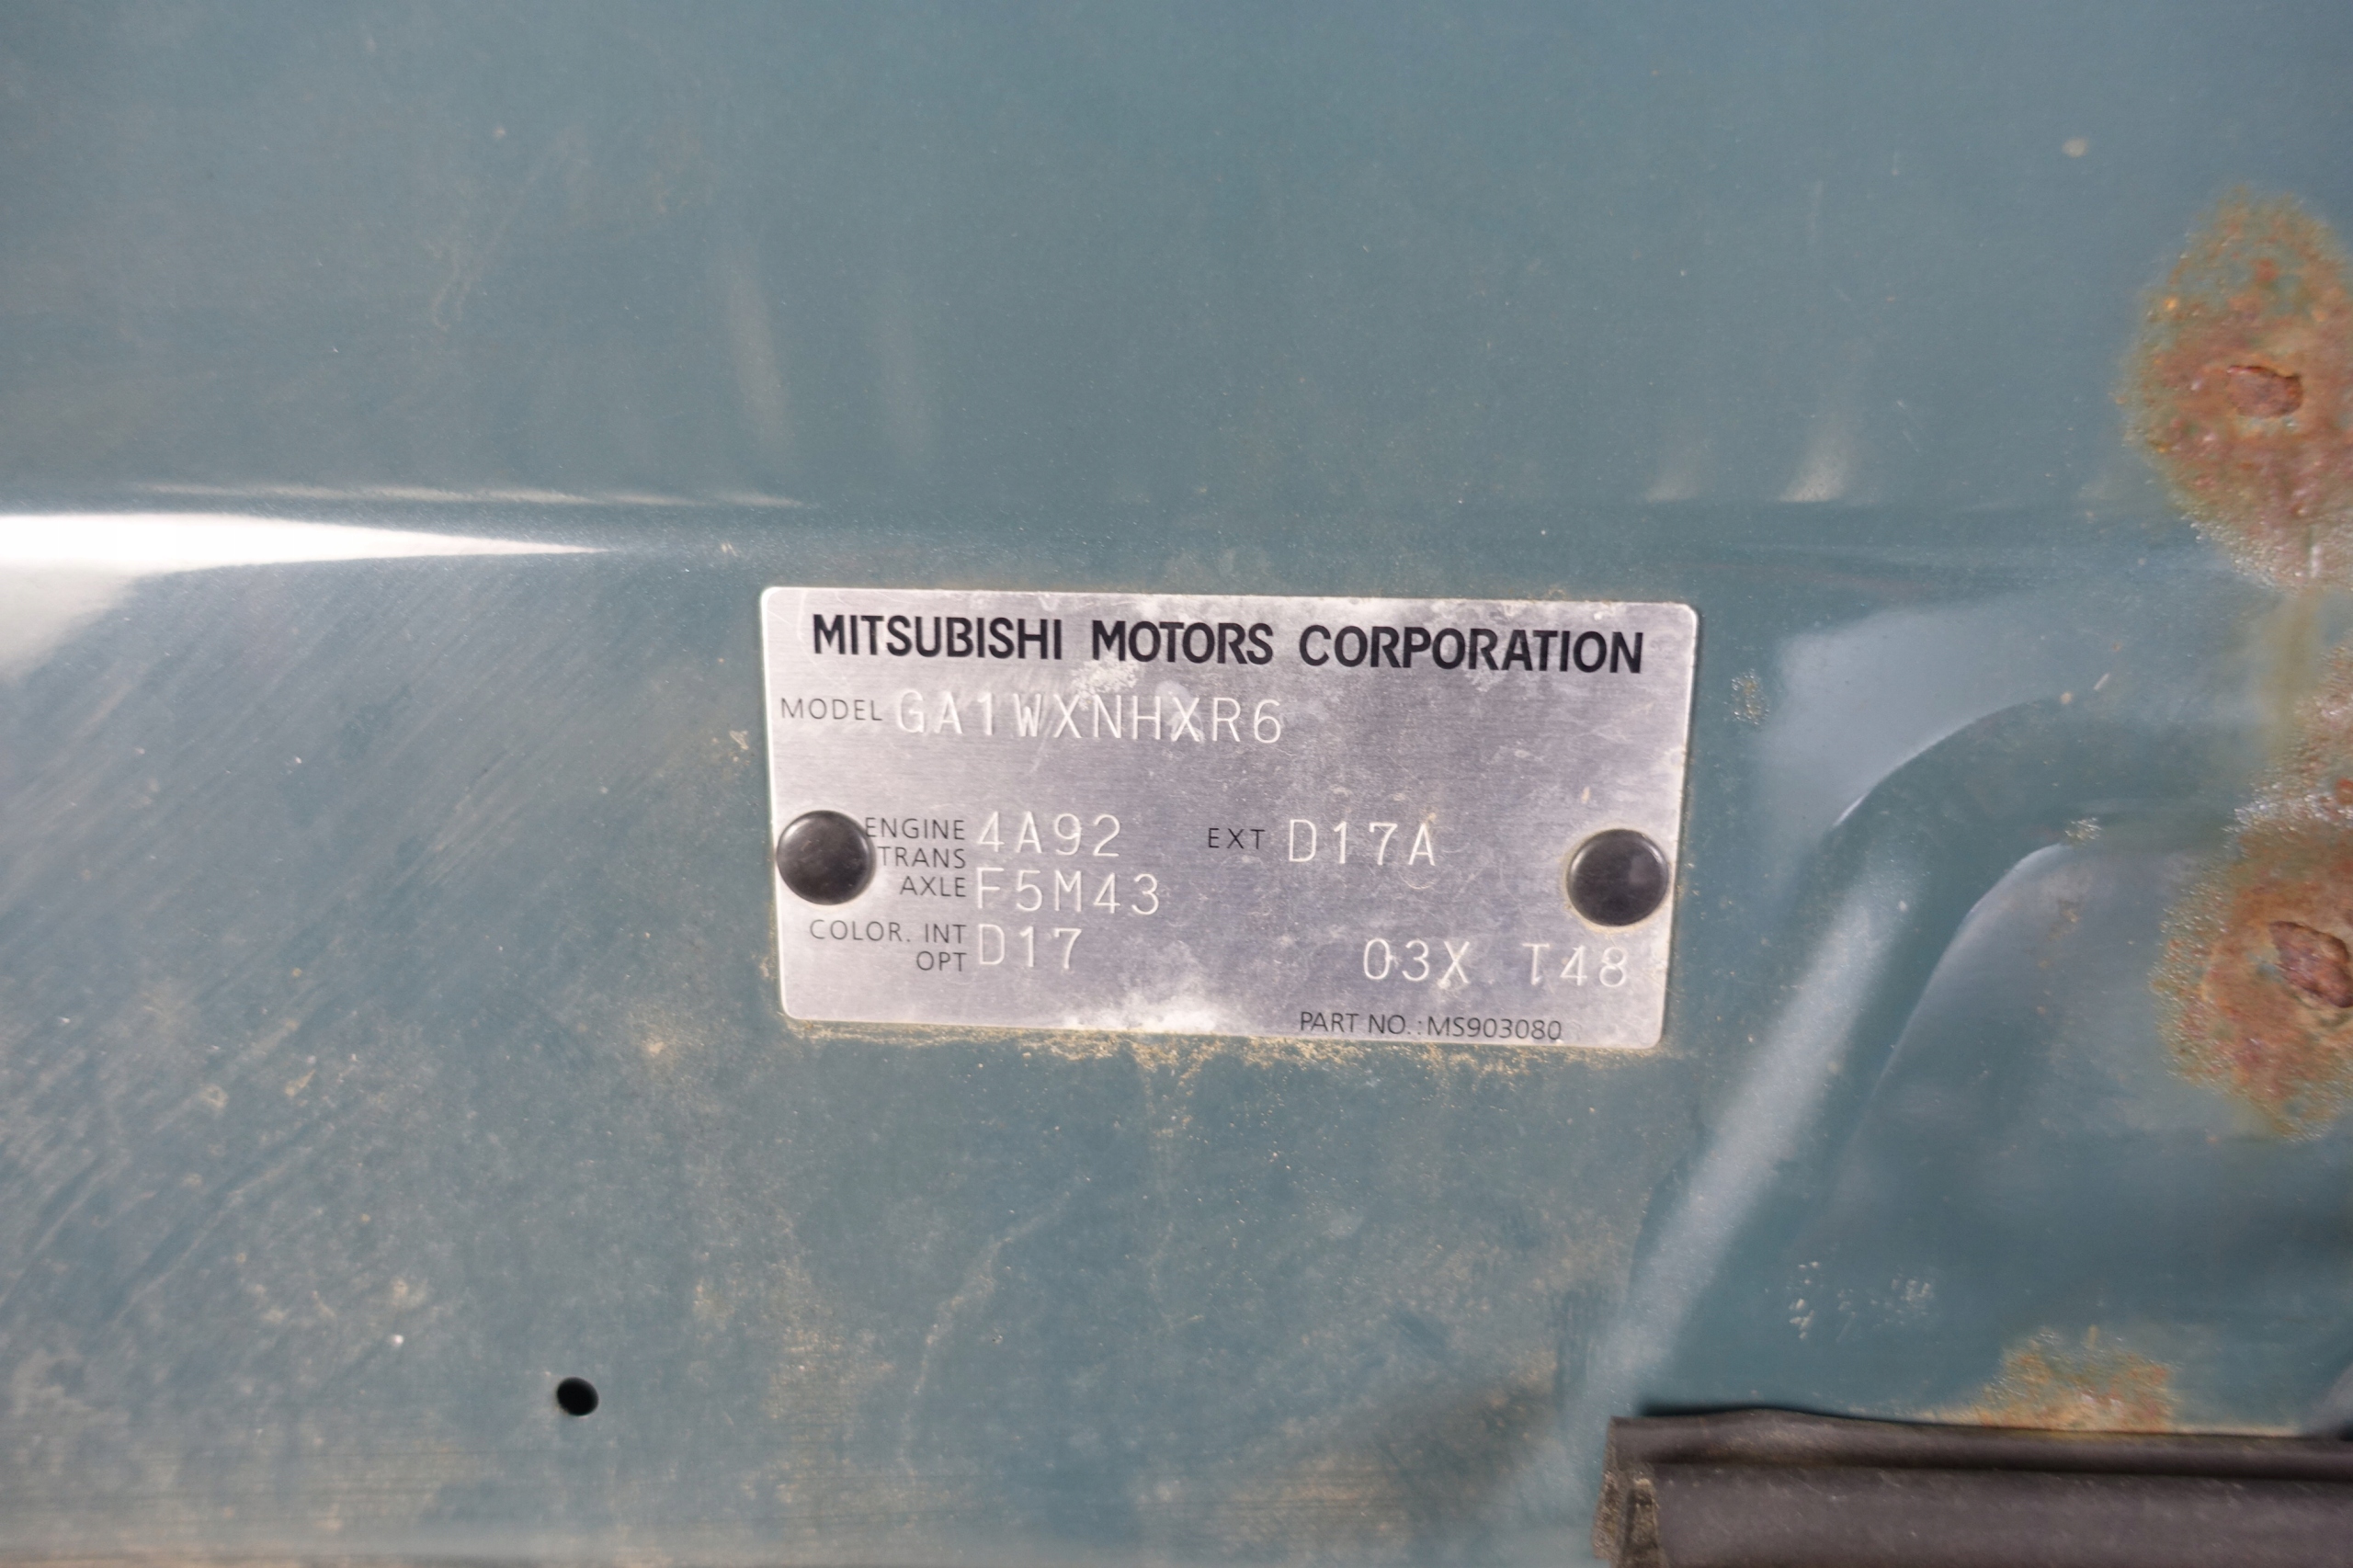 MITSUBISHI MOTORS CORPORATION
MODEL GA1WXNHXR6
ENGINE 4A92 EXT D17A
TRANS
AXLE F5M43
COLOR. INT D17 03X T48
OPT
PART NO.:MS903080